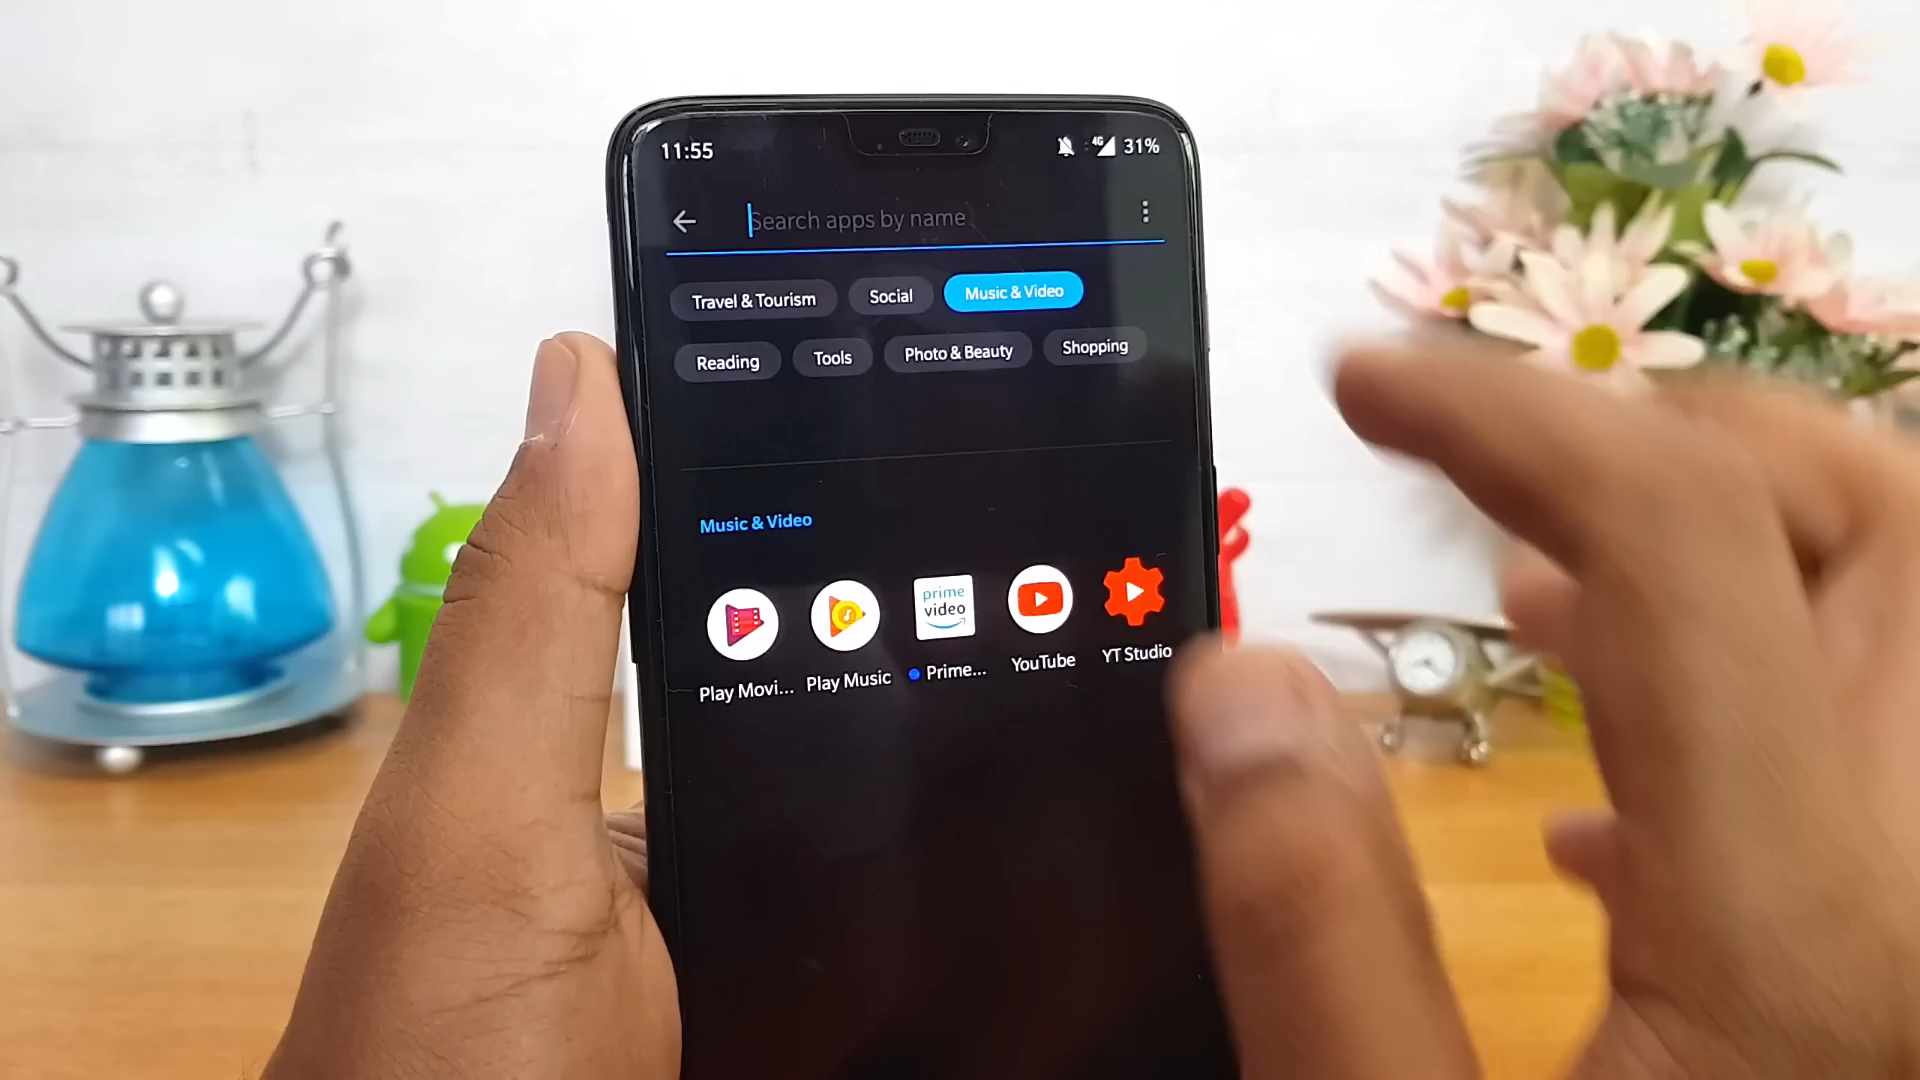 11:55 4G 31%
Search apps by name
Travel & Tourism Social Music & Video
Reading Tools Photo & Beauty Shopping
Music & Video
prime
video
Play Movi... Play Music Prime... YouTube YT Studio